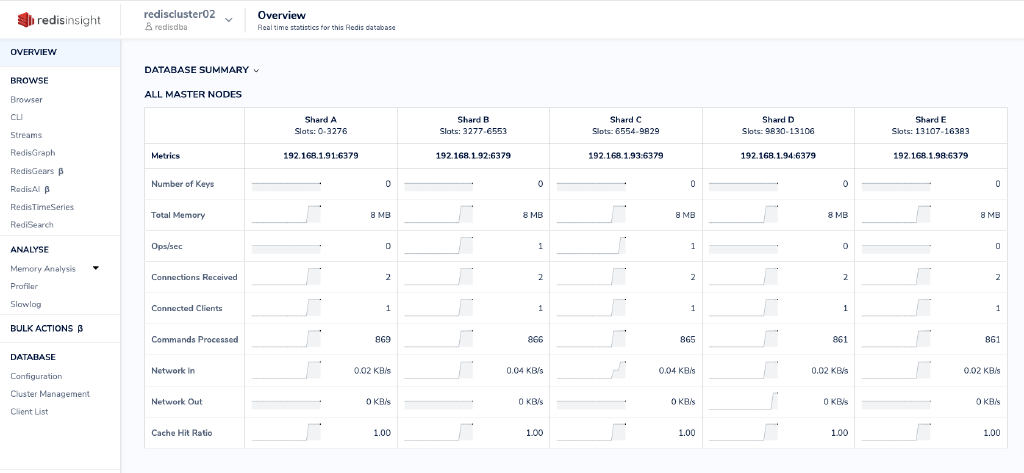 redisinsight
rediscluster02
redisdba
Overview
Real time statistics for this Redis database
OVERVIEW
BROWSE
Browser
CLI
Streams
RedisGraph
RedisGears β
RedisAI β
RedisTimeSeries
RediSearch
ANALYSE
Memory Analysis
Profiler
Slowlog
BULK ACTIONS β
DATABASE
Configuration
Cluster Management
Client List
DATABASE SUMMARY
ALL MASTER NODES
Shard A Shard B Shard C Shard D Shard E
Slots: 0-3276 Slots: 3277-6553 Slots: 6554-9829 Slots: 9830-13106 Slots: 13107-16383
Metrics 192.168.1.91:6379 192.168.1.92:6379 192.168.1.93:6379 192.168.1.94:6379 192.168.1.98:6379
Number of Keys 0 0 0 0 0
Total Memory 8 MB 8 MB 8 MB 8 MB 8 MB
Ops/sec 0 1 1 0 0
Connections Received 2 2 2 2 2
Connected Clients 1 1 1 1 1
Commands Processed 869 866 865 861 861
Network In 0.02 KB/s 0.04 KB/s 0.04 KB/s 0.02 KB/s 0.02 KB/s
Network Out 0 KB/s 0 KB/s 0 KB/s 0 KB/s 0 KB/s
Cache Hit Ratio 1.00 1.00 1.00 1.00 1.00